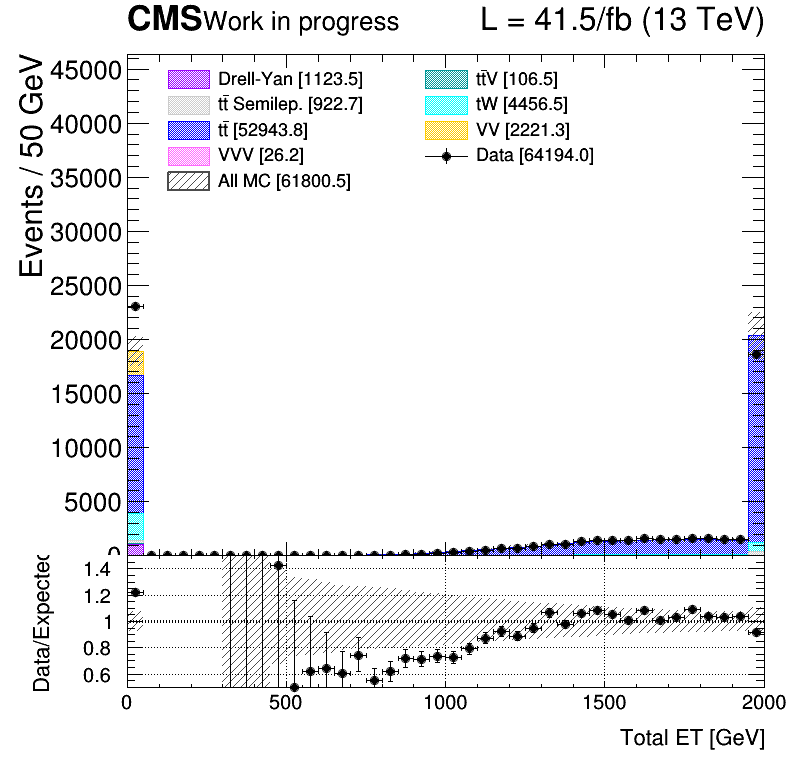 CMS Work in progress L = 41.5/fb (13 TeV)
Events / 50 GeV
45000
40000
35000
30000
25000
20000
15000
10000
5000
0
Drell-Yan [1123.5]
tt̄ Semilep. [922.7]
tt̄ [52943.8]
VVV [26.2]
All MC [61800.5]
tt̄V [106.5]
tW [4456.5]
VV [2221.3]
Data [64194.0]
Data/Expected
1.4
1.2
1
0.8
0.6
0 500 1000 1500 2000
Total ET [GeV]